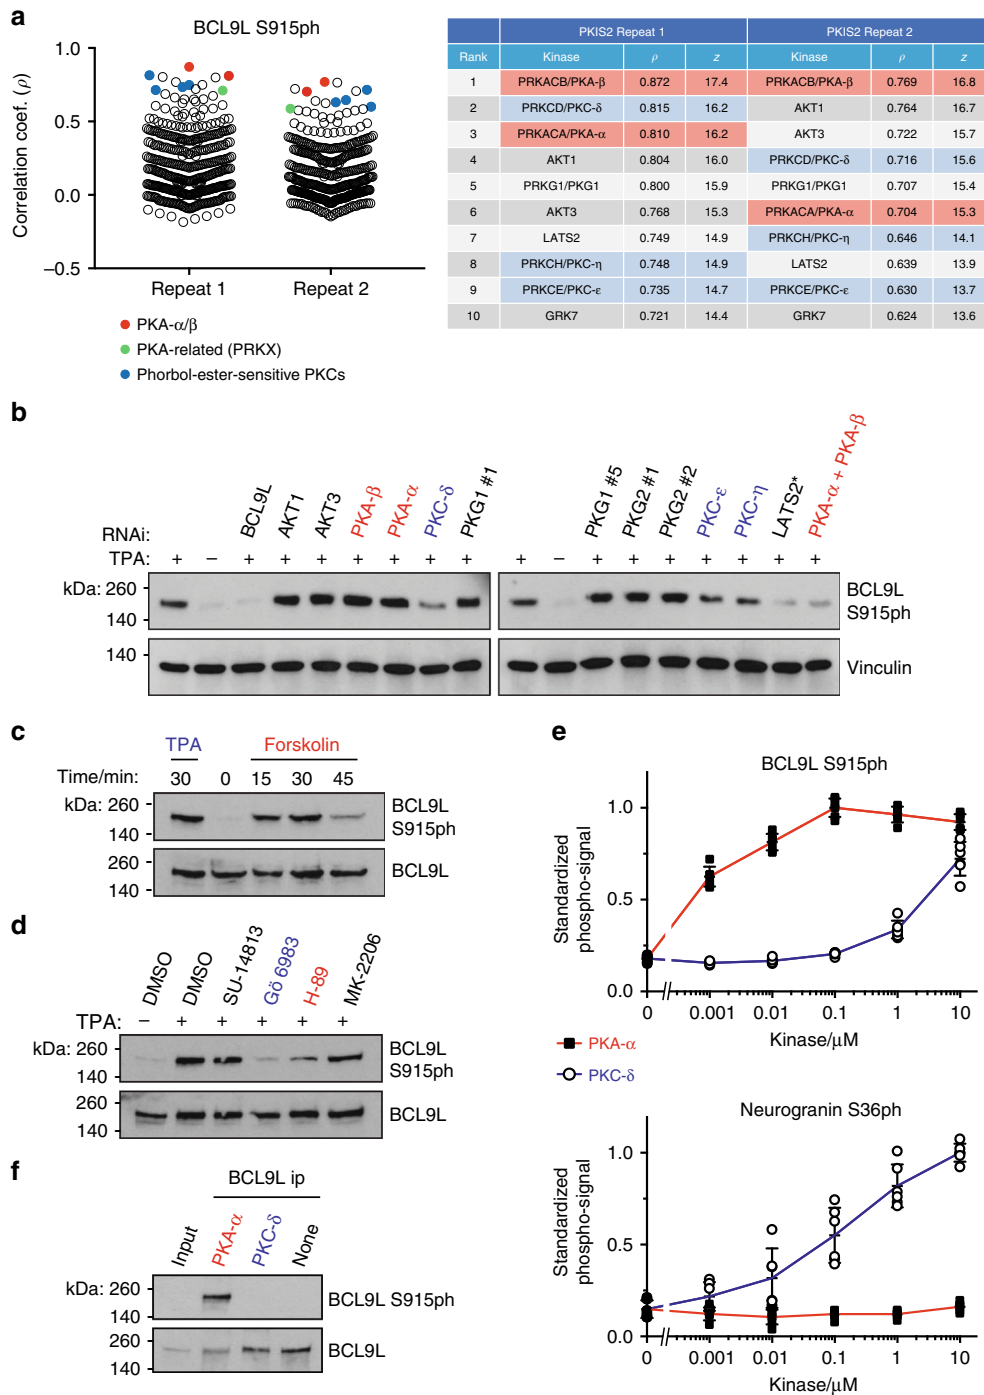 a
BCL9L S915ph
Correlation coef. (ρ)
1.0
0.5
0.0
−0.5
Repeat 1
Repeat 2
PKA-α/β
PKA-related (PRKX)
Phorbol-ester-sensitive PKCs
PKIS2 Repeat 1 PKIS2 Repeat 2
Rank Kinase ρ z Kinase ρ z
1 PRKACB/PKA-β 0.872 17.4 PRKACB/PKA-β 0.769 16.8
2 PRKCD/PKC-δ 0.815 16.2 AKT1 0.764 16.7
3 PRKACA/PKA-α 0.810 16.2 AKT3 0.722 15.7
4 AKT1 0.804 16.0 PRKCD/PKC-δ 0.716 15.6
5 PRKG1/PKG1 0.800 15.9 PRKG1/PKG1 0.707 15.4
6 AKT3 0.768 15.3 PRKACA/PKA-α 0.704 15.3
7 LATS2 0.749 14.9 PRKCH/PKC-η 0.646 14.1
8 PRKCH/PKC-η 0.748 14.9 LATS2 0.639 13.9
9 PRKCE/PKC-ε 0.735 14.7 PRKCE/PKC-ε 0.630 13.7
10 GRK7 0.721 14.4 GRK7 0.624 13.6
b
RNAi: BCL9L AKT1 AKT3 PKA-β PKA-α PKC-δ PKG1 #1 PKG1 #5 PKG2 #1 PKG2 #2 PKC-ε PKC-η LATS2* PKA-α + PKA-β
TPA: + − + + + + + + + + − + + + + + + +
kDa: 260
140
BCL9L
S915ph
140
Vinculin
c
TPA Forskolin
Time/min: 30 0 15 30 45
kDa: 260
140
BCL9L
S915ph
260
140
BCL9L
d
DMSO DMSO SU-14813 Gö 6983 H-89 MK-2206
TPA: − + + + + +
kDa: 260
140
BCL9L
S915ph
260
140
BCL9L
e
BCL9L S915ph
Standardized
phospho-signal
1.0
0.5
0.0
0 0.001 0.01 0.1 1 10
Kinase/μM
PKA-α
PKC-δ
Neurogranin S36ph
Standardized
phospho-signal
1.0
0.5
0.0
0 0.001 0.01 0.1 1 10
Kinase/μM
f
BCL9L ip
Input PKA-α PKC-δ None
kDa: 260
140
BCL9L S915ph
260
140
BCL9L